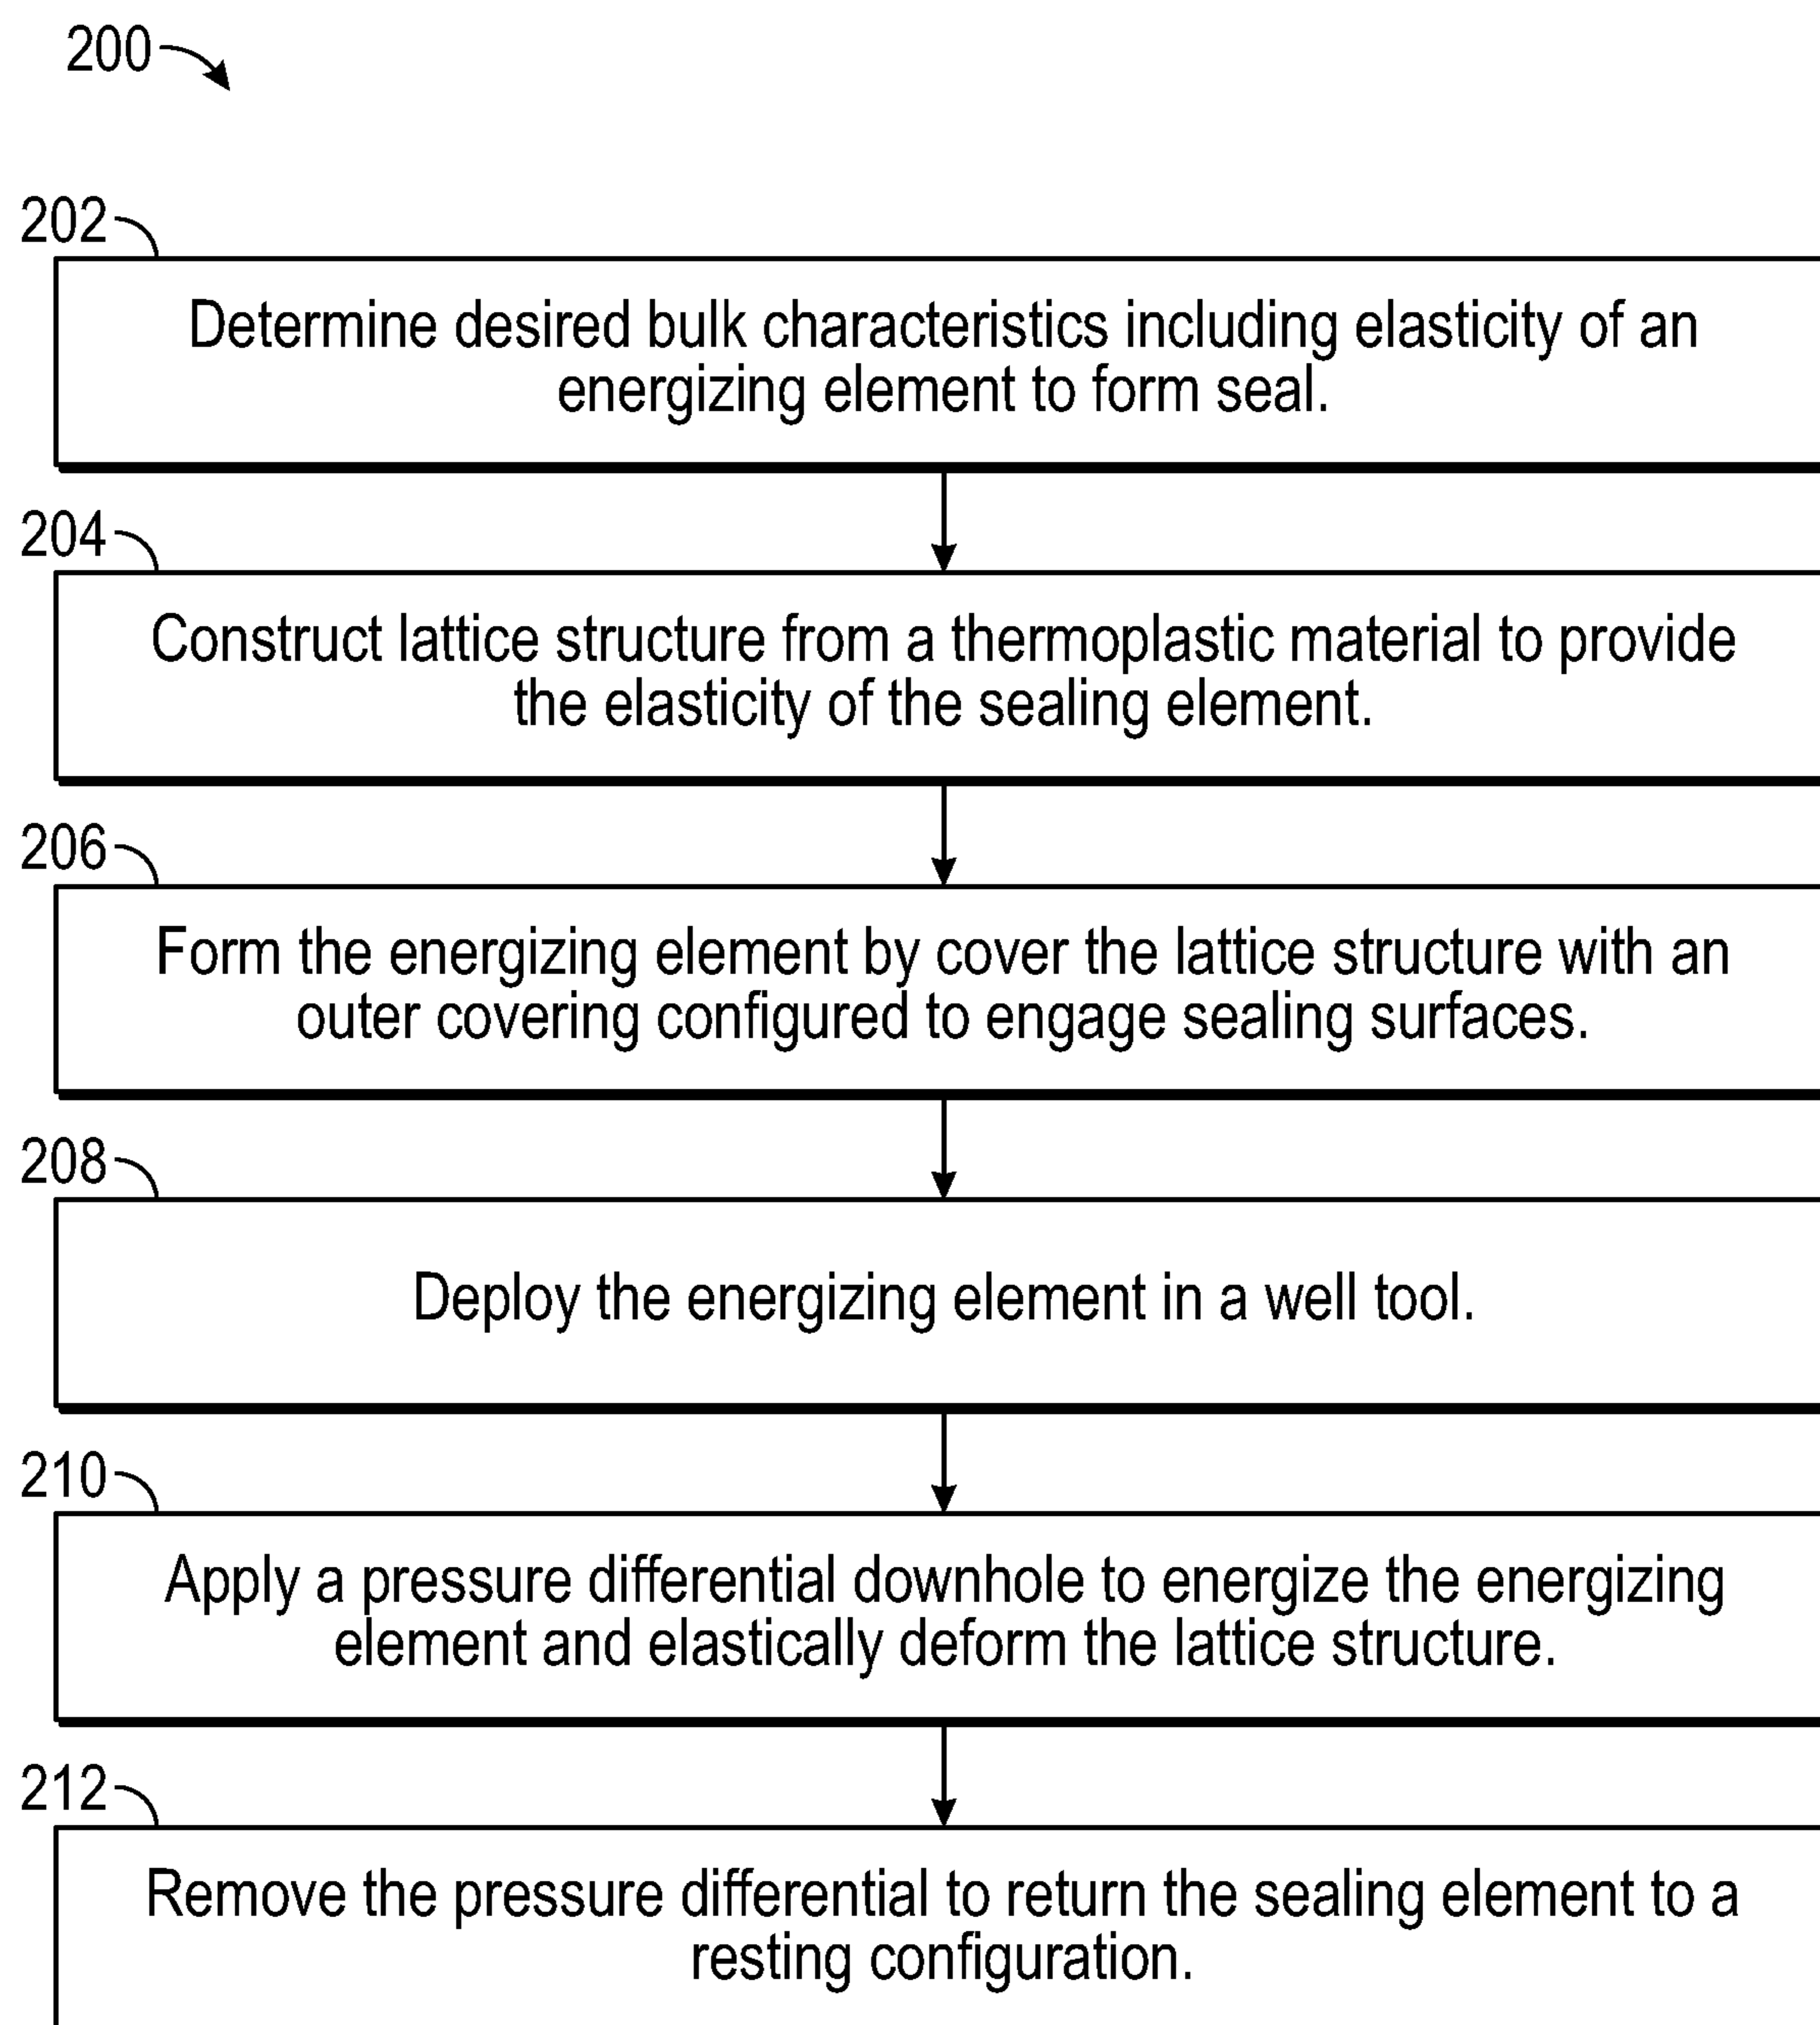 200
202
Determine desired bulk characteristics including elasticity of an
energizing element to form seal.
204
Construct lattice structure from a thermoplastic material to provide
the elasticity of the sealing element.
206
Form the energizing element by cover the lattice structure with an
outer covering configured to engage sealing surfaces.
208
Deploy the energizing element in a well tool.
210
Apply a pressure differential downhole to energize the energizing
element and elastically deform the lattice structure.
212
Remove the pressure differential to return the sealing element to a
resting configuration.